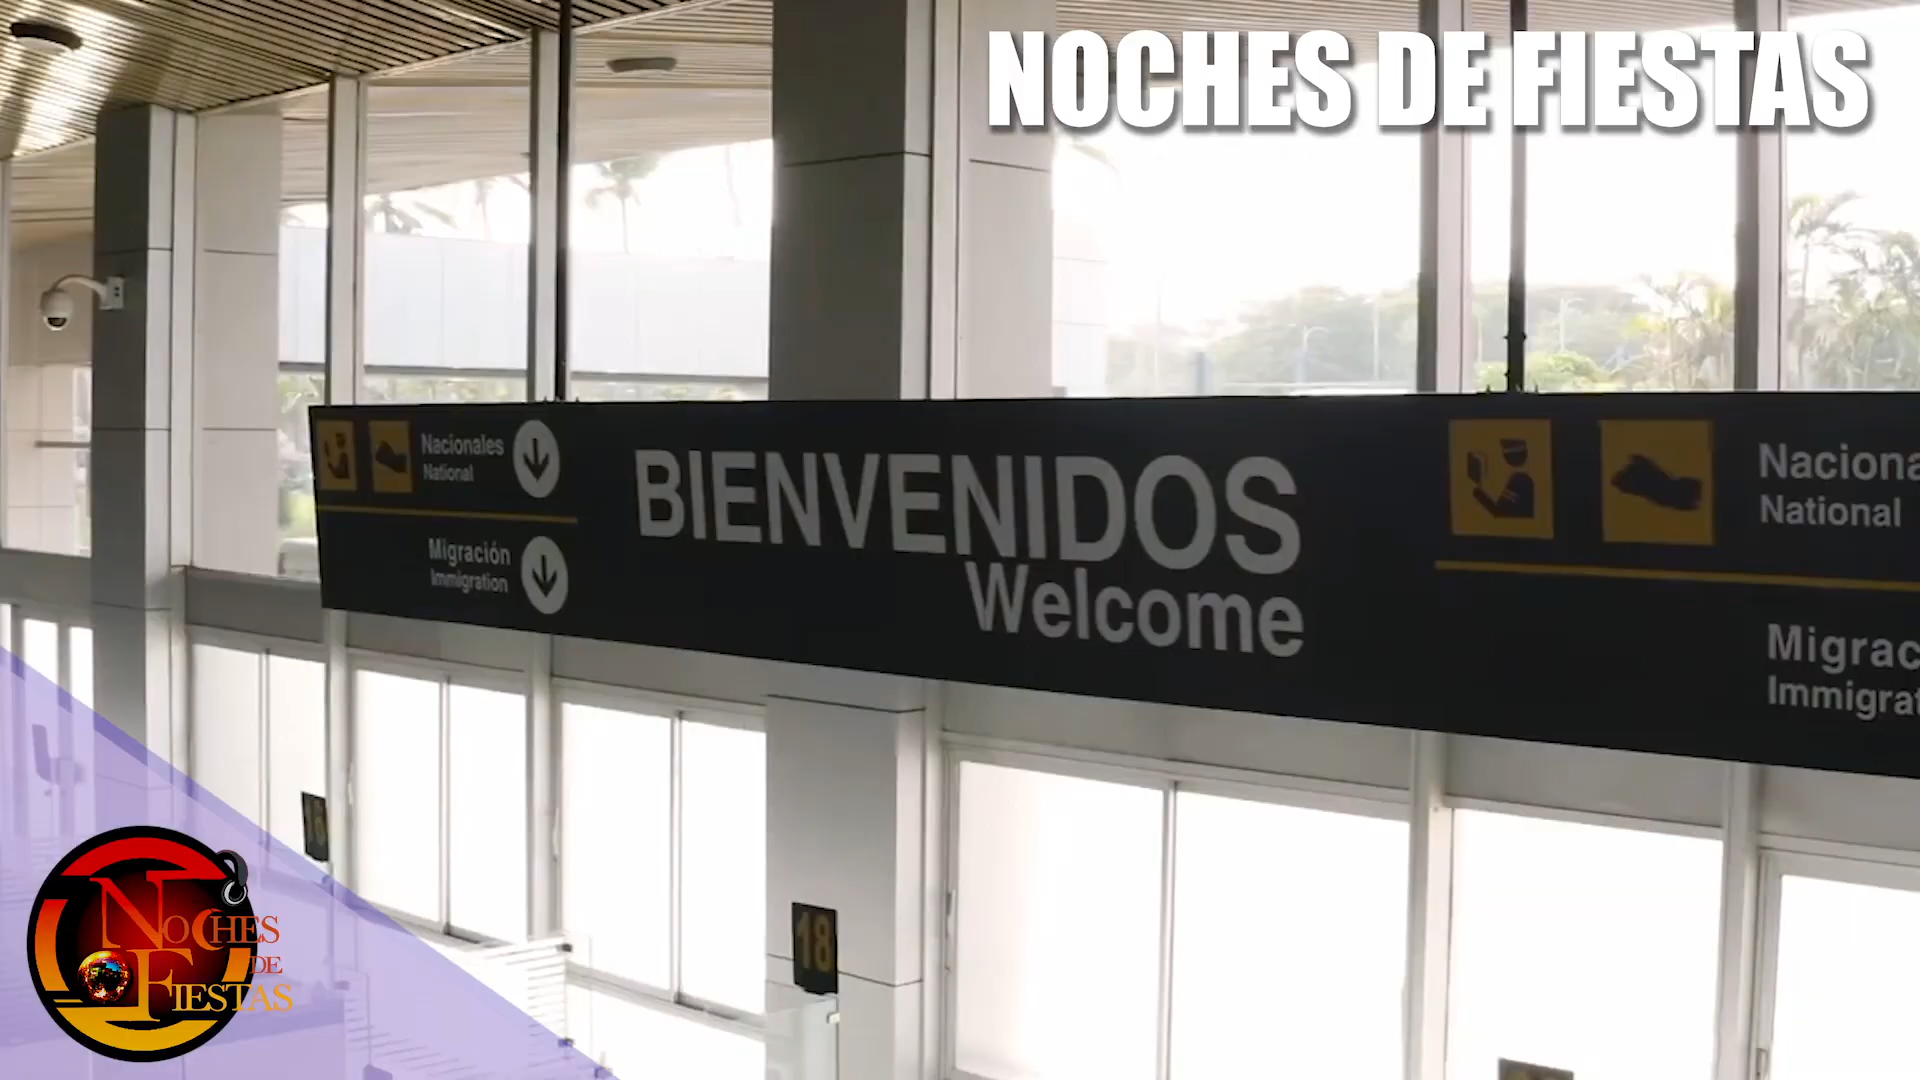 NOCHES DE FIESTAS
Nacionales
National
Migración
Immigration
BIENVENIDOS
Welcome
Naciona
National
Migrac
Immigrat
18
NOCHES
DE
FIESTAS